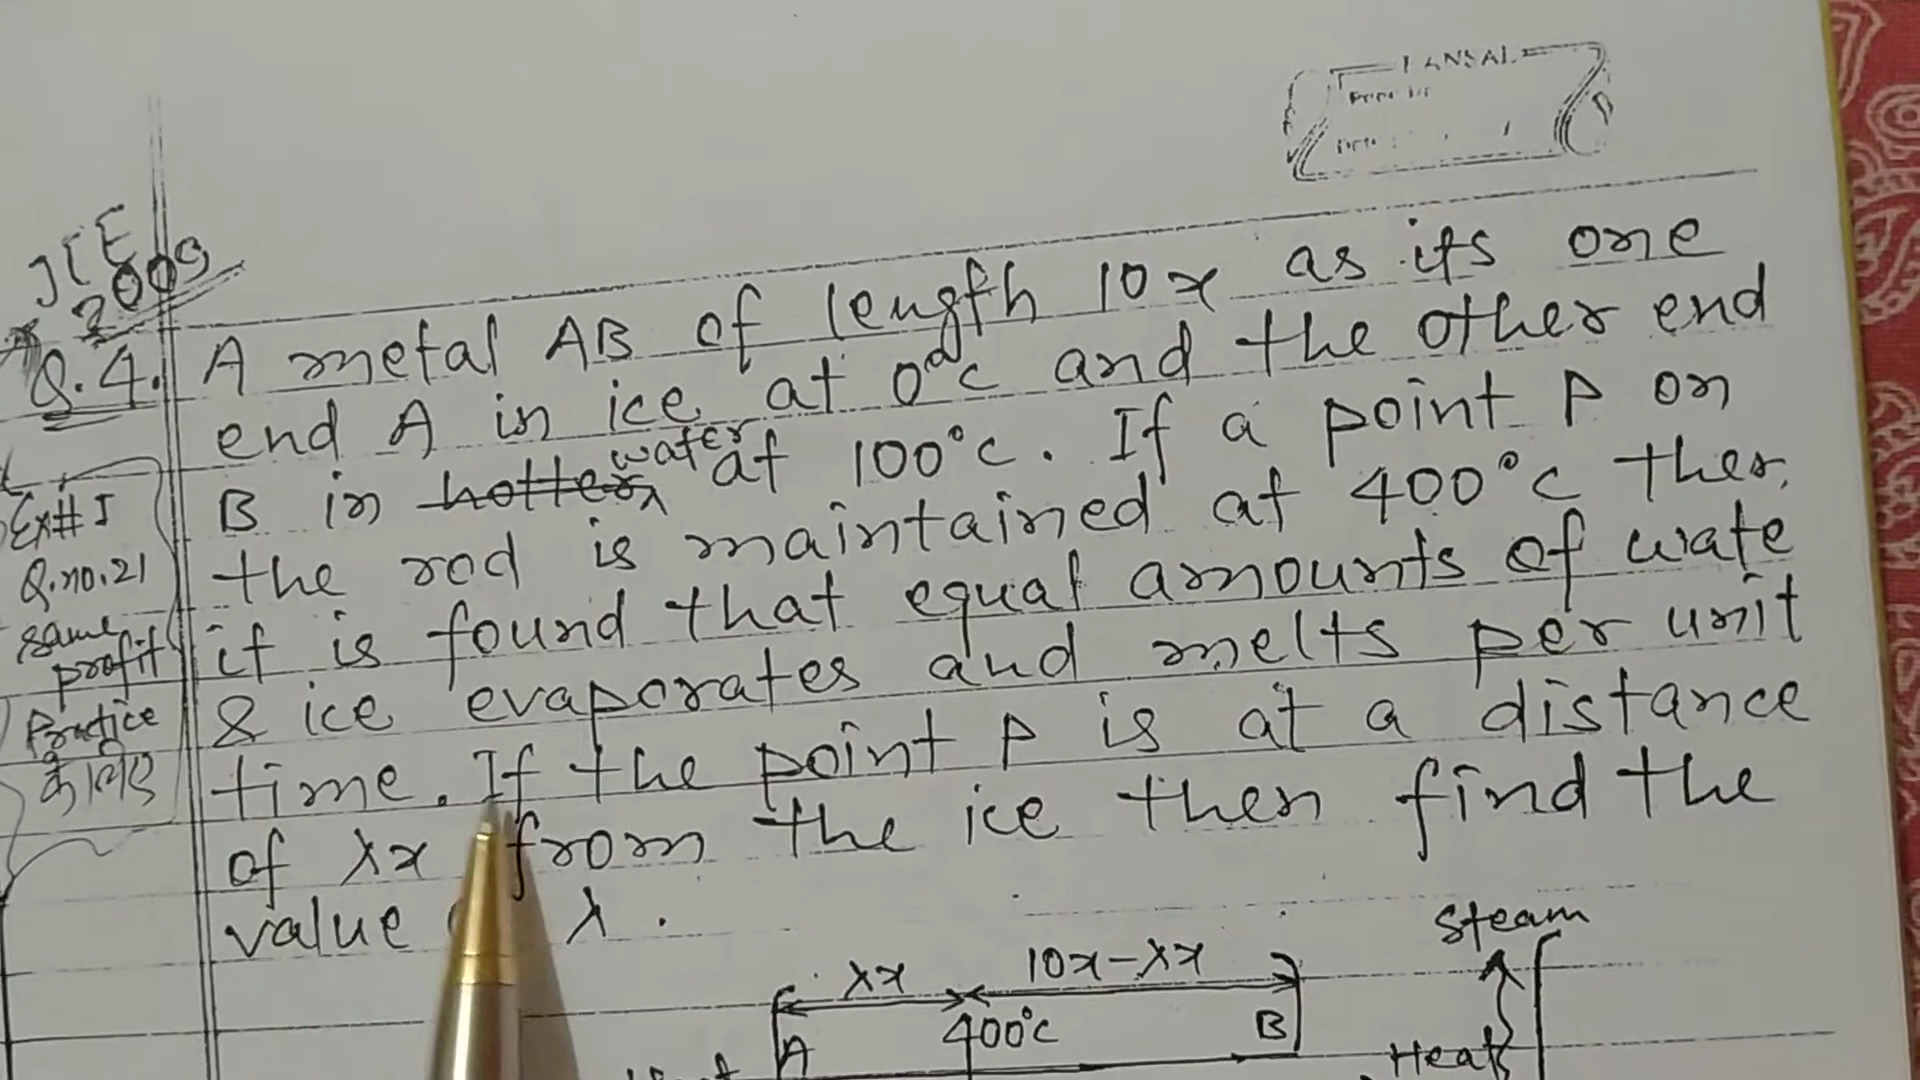 JEE
2009
Q.4. A metal AB of length 10x as its one
end A in ice at 0°C and the other end
water
B in hotter at 100°C. If a point P on
the rod is maintained at 400°C then
it is found that equal amounts of wate
& ice evaporates and melts per unit
time. If the point P is at a distance
of λx from the ice then find the
value λ.
Ex#I
Q.no.21
same
profit
Practice
λx
10x-λx
Steam
A
400°C
B
Heat